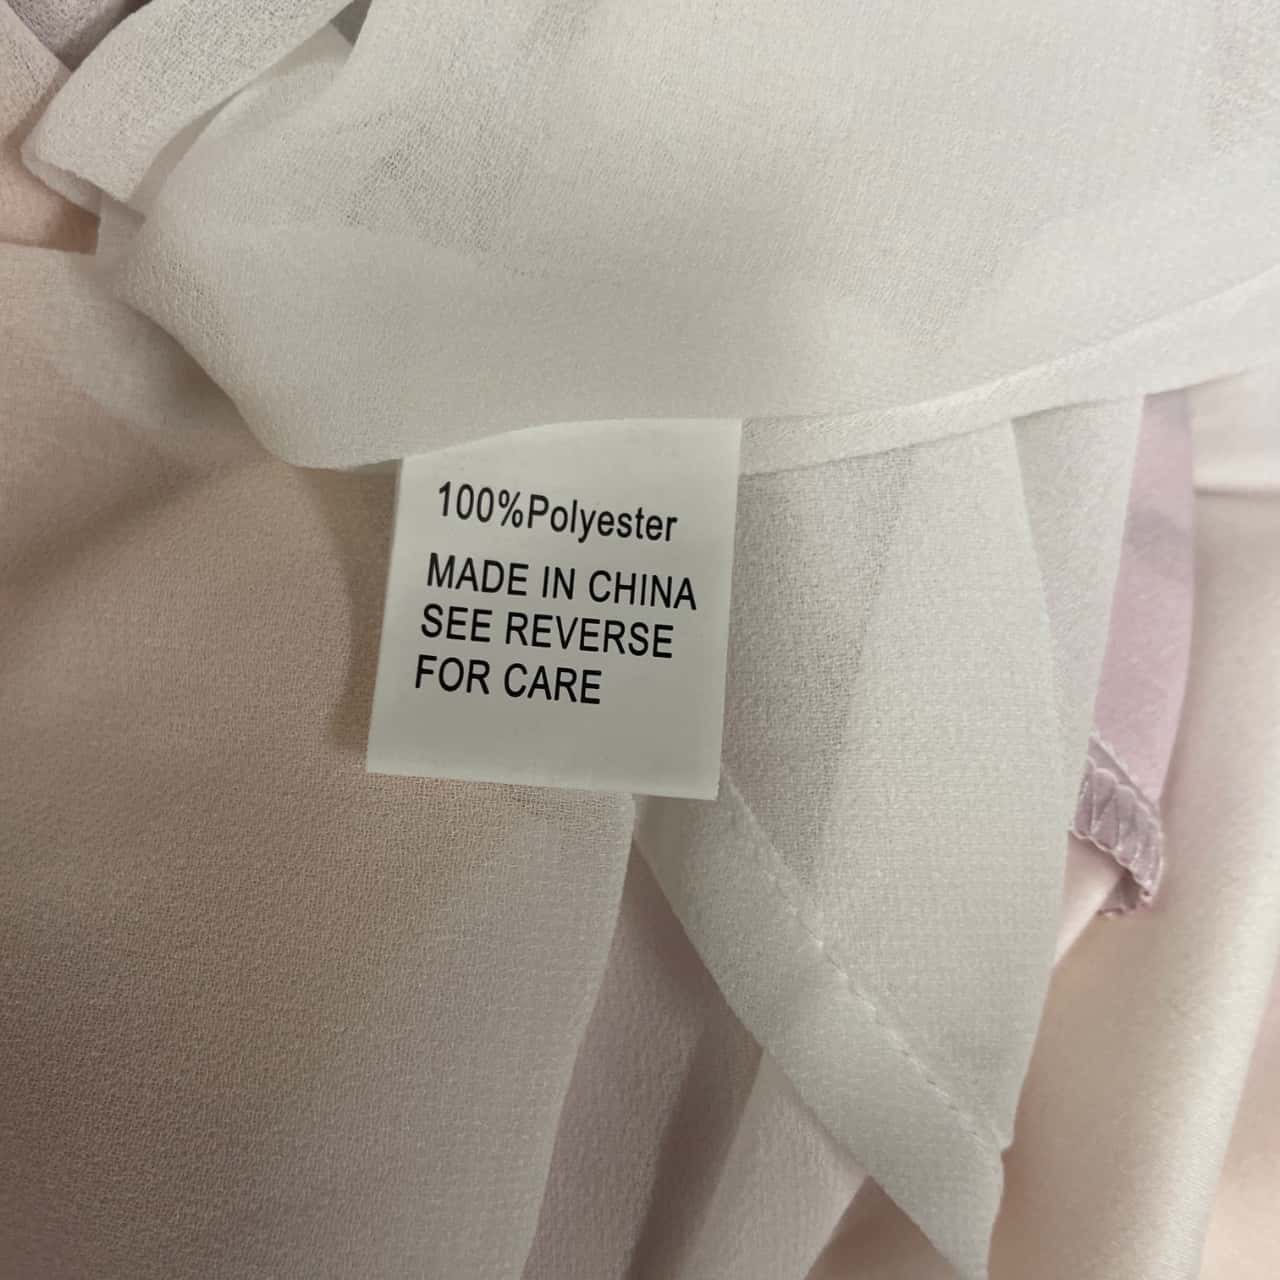 100%Polyester
MADE IN CHINA
SEE REVERSE
FOR CARE